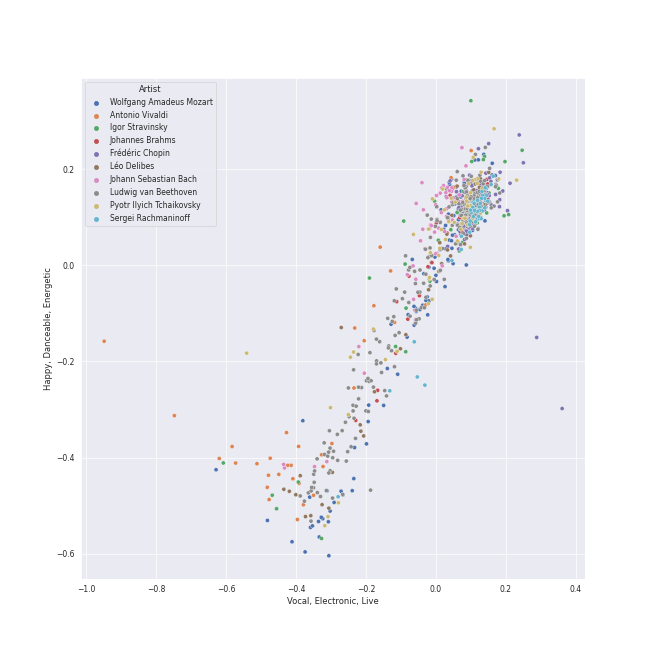 Artist
Wolfgang Amadeus Mozart
Antonio Vivaldi
Igor Stravinsky
Johannes Brahms
Frédéric Chopin
Léo Delibes
Johann Sebastian Bach
Ludwig van Beethoven
Pyotr Ilyich Tchaikovsky
Sergei Rachmaninoff
Happy, Danceable, Energetic
0.2
0.0
−0.2
−0.4
−0.6
−1.0 −0.8 −0.6 −0.4 −0.2 0.0 0.2 0.4
Vocal, Electronic, Live